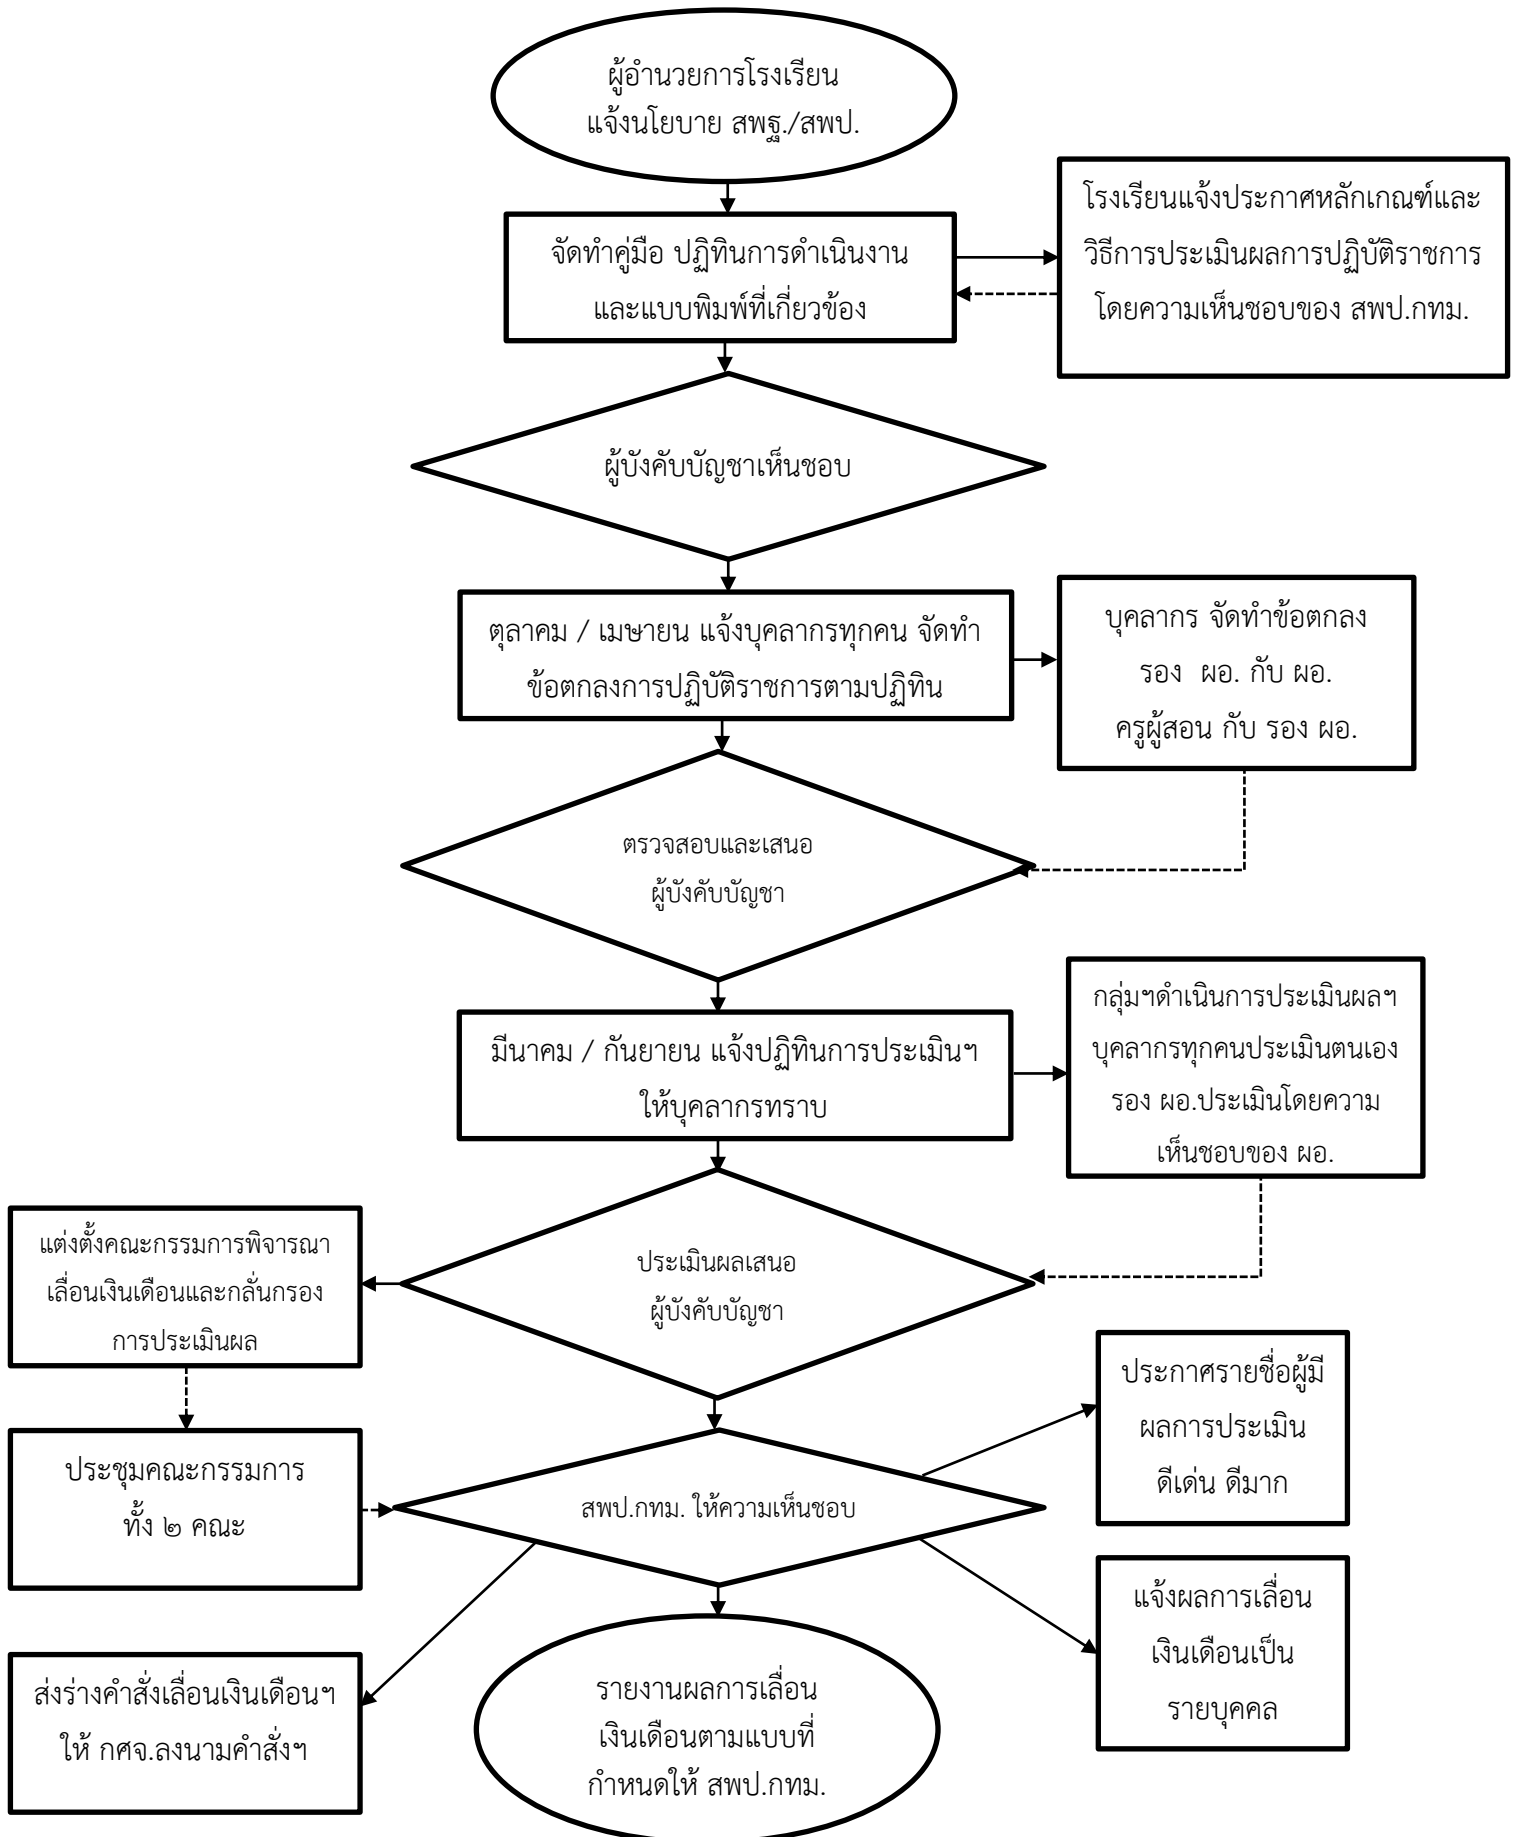 ผู้อำนวยการโรงเรียน
แจ้งนโยบาย สพฐ./สพป.
จัดทำคู่มือ ปฏิทินการดำเนินงาน
และแบบพิมพ์ที่เกี่ยวข้อง
โรงเรียนแจ้งประกาศหลักเกณฑ์และ
วิธีการประเมินผลการปฏิบัติราชการ
โดยความเห็นชอบของ สพป.กทม.
ผู้บังคับบัญชาเห็นชอบ
ตุลาคม / เมษายน แจ้งบุคลากรทุกคน จัดทำ
ข้อตกลงการปฏิบัติราชการตามปฏิทิน
บุคลากร จัดทำข้อตกลง
รอง  ผอ. กับ ผอ.
ครูผู้สอน กับ รอง ผอ.
ตรวจสอบและเสนอ
ผู้บังคับบัญชา
มีนาคม / กันยายน แจ้งปฏิทินการประเมินฯ
ให้บุคลากรทราบ
กลุ่มฯดำเนินการประเมินผลฯ
บุคลากรทุกคนประเมินตนเอง
รอง ผอ.ประเมินโดยความ
เห็นชอบของ ผอ.
แต่งตั้งคณะกรรมการพิจารณา
เลื่อนเงินเดือนและกลั่นกรอง
การประเมินผล
ประเมินผลเสนอ
ผู้บังคับบัญชา
ประกาศรายชื่อผู้มี
ผลการประเมิน
ดีเด่น ดีมาก
ประชุมคณะกรรมการ
ทั้ง ๒ คณะ
สพป.กทม. ให้ความเห็นชอบ
แจ้งผลการเลื่อน
เงินเดือนเป็น
รายบุคคล
ส่งร่างคำสั่งเลื่อนเงินเดือนฯ
ให้ กศจ.ลงนามคำสั่งฯ
รายงานผลการเลื่อน
เงินเดือนตามแบบที่
กำหนดให้ สพป.กทม.